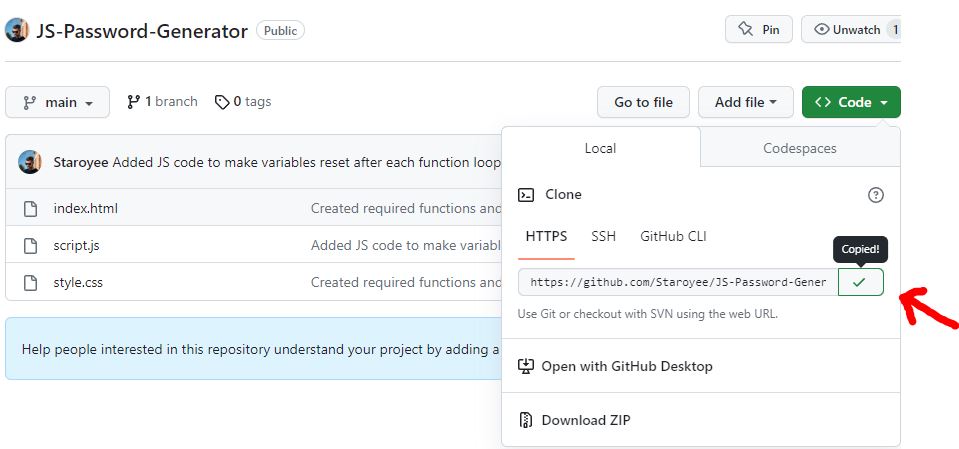 JS-Password-Generator Public Pin Unwatch 1
main 1 branch 0 tags Go to file Add file <> Code
Staroyee Added JS code to make variables reset after each function loop
index.html Created required functions and
script.js Added JS code to make variabl
style.css Created required functions and
Help people interested in this repository understand your project by adding a
Local Codespaces
Clone
HTTPS SSH GitHub CLI
Copied!
https://github.com/Staroyee/JS-Password-Gener
Use Git or checkout with SVN using the web URL.
Open with GitHub Desktop
Download ZIP